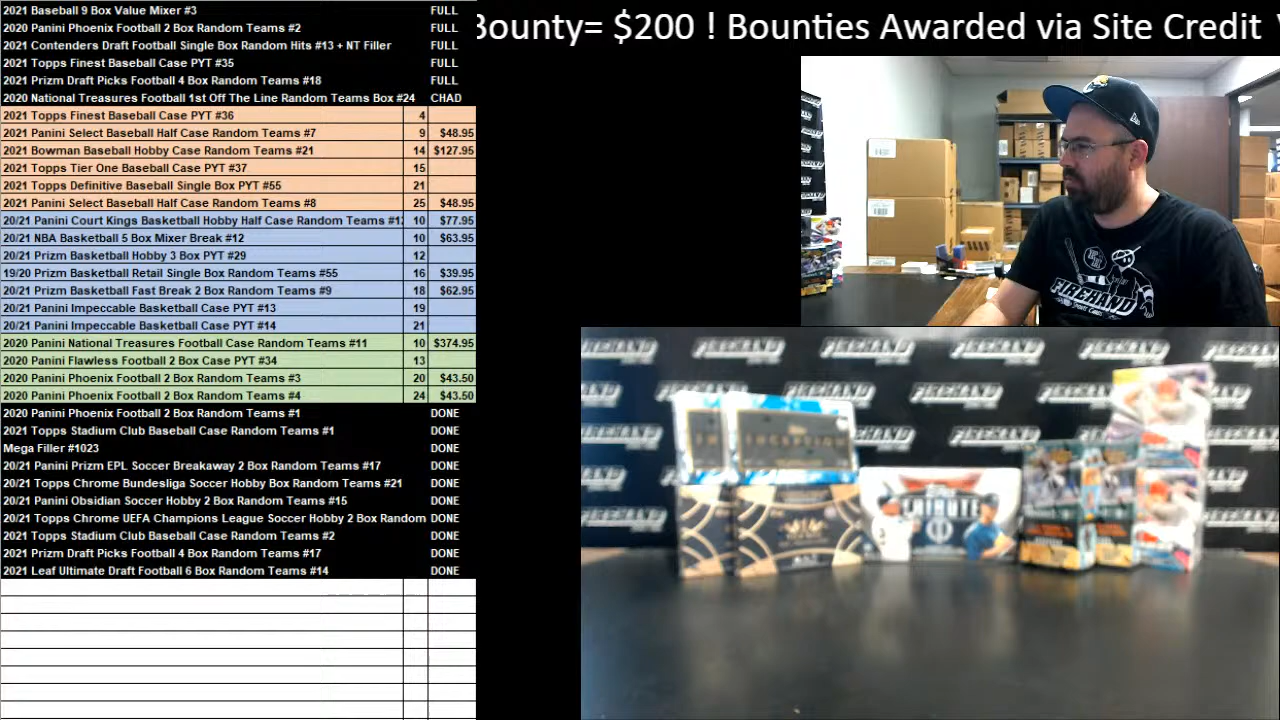 2021 Baseball 9 Box Value Mixer #3 FULL
2020 Panini Phoenix Football 2 Box Random Teams #2 FULL
2021 Contenders Draft Football Single Box Random Hits #13 + NT Filler FULL
2021 Topps Finest Baseball Case PYT #35 FULL
2021 Prizm Draft Picks Football 4 Box Random Teams #18 FULL
2020 National Treasures Football 1st Off The Line Random Teams Box #24 CHAD
2021 Topps Finest Baseball Case PYT #36 4
2021 Panini Select Baseball Half Case Random Teams #7 9 $48.95
2021 Bowman Baseball Hobby Case Random Teams #21 14 $127.95
2021 Topps Tier One Baseball Case PYT #37 15
2021 Topps Definitive Baseball Single Box PYT #55 21
2021 Panini Select Baseball Half Case Random Teams #8 25 $48.95
20/21 Panini Court Kings Basketball Hobby Half Case Random Teams 10 $77.95
20/21 NBA Basketball 5 Box Mixer Break #12 10 $63.95
20/21 Prizm Basketball Hobby 3 Box PYT #29 12
19/20 Prizm Basketball Retail Single Box Random Teams #55 16 $39.95
20/21 Prizm Basketball Fast Break 2 Box Random Teams #9 18 $62.95
20/21 Panini Impeccable Basketball Case PYT #13 19
20/21 Panini Impeccable Basketball Case PYT #14 21
2020 Panini National Treasures Football Case Random Teams #11 10 $374.95
2020 Panini Flawless Football 2 Box Case PYT #34 13
2020 Panini Phoenix Football 2 Box Random Teams #3 20 $43.50
2020 Panini Phoenix Football 2 Box Random Teams #4 24 $43.50
2020 Panini Phoenix Football 2 Box Random Teams #1 DONE
2021 Topps Stadium Club Baseball Case Random Teams #1 DONE
Mega Filler #1023 DONE
20/21 Panini Prizm EPL Soccer Breakaway 2 Box Random Teams #17 DONE
20/21 Topps Chrome Bundesliga Soccer Hobby Box Random Teams #21 DONE
20/21 Panini Obsidian Soccer Hobby 2 Box Random Teams #15 DONE
20/21 Topps Chrome UEFA Champions League Soccer Hobby 2 Box Random DONE
2021 Topps Stadium Club Baseball Case Random Teams #2 DONE
2021 Prizm Draft Picks Football 4 Box Random Teams #17 DONE
2021 Leaf Ultimate Draft Football 6 Box Random Teams #14 DONE
Bounty= $200 ! Bounties Awarded via Site Credit
FIREHAND
INCEPTION
TRIBUTE
FIREHAND